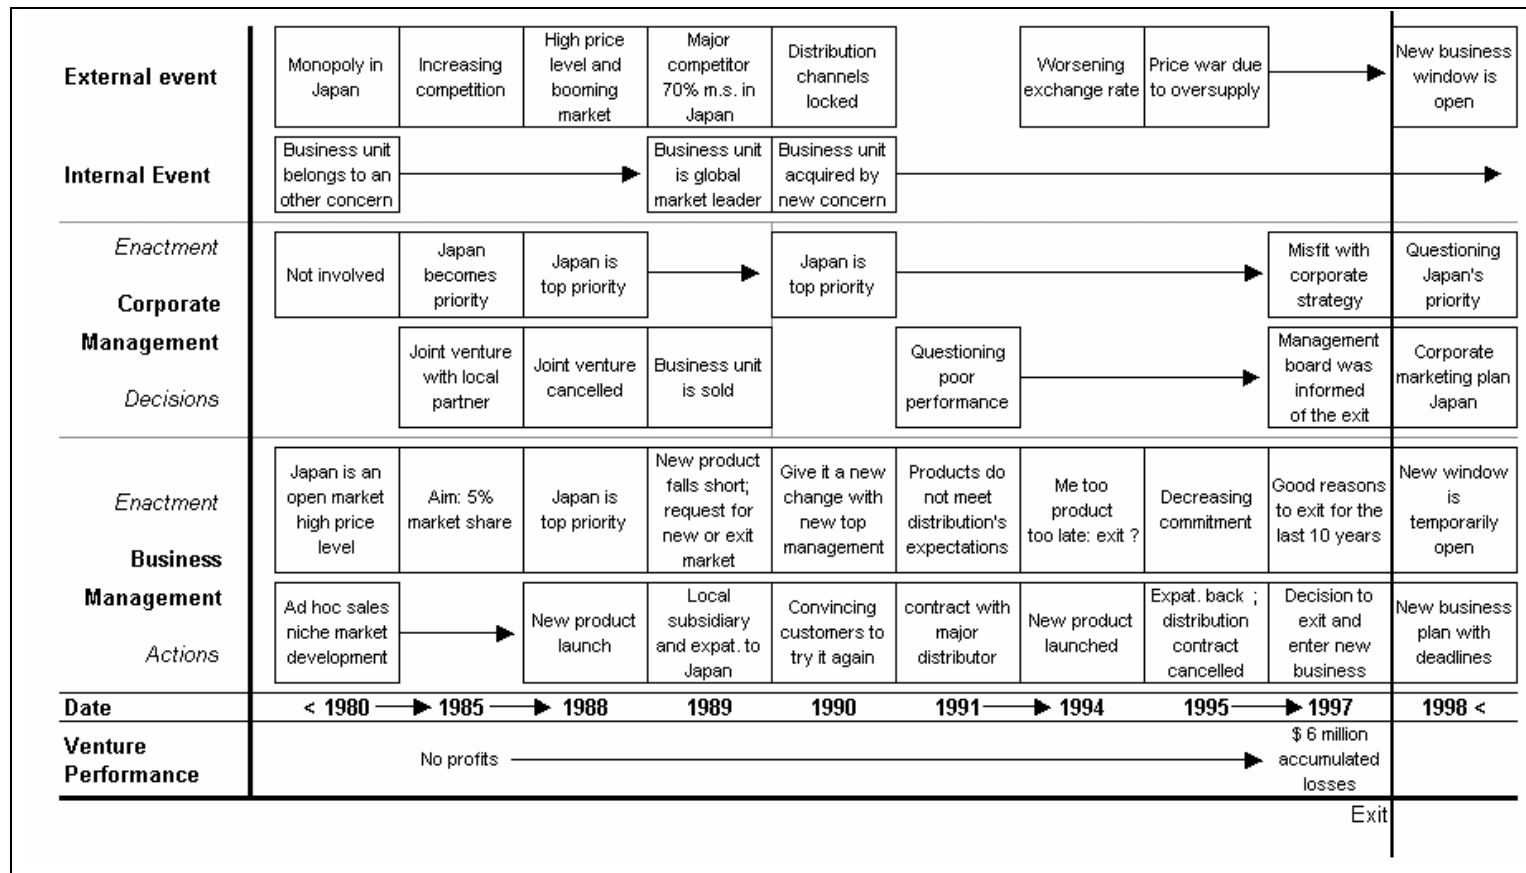 External event
Monopoly in
Japan
Increasing
competition
High price
level and
booming
market
Major
competitor
70% m.s. in
Japan
Distribution
channels
locked
Worsening
exchange rate
Price war due
to oversupply
New business
window is
open
Internal Event
Business unit
belongs to an
other concern
Business unit
is global
market leader
Business unit
acquired by
new concern
Corporate
Management
Enactment
Not involved
Japan
becomes
priority
Japan is
top priority
Japan is
top priority
Misfit with
corporate
strategy
Questioning
Japan's
priority
Decisions
Joint venture
with local
partner
Joint venture
cancelled
Business unit
is sold
Questioning
poor
performance
Management
board was
informed
of the exit
Corporate
marketing plan
Japan
Business
Management
Enactment
Japan is an
open market
high price
level
Aim: 5%
market share
Japan is
top priority
New product
falls short;
request for
new or exit
market
Give it a new
change with
new top
management
Products do
not meet
distribution's
expectations
Me too
product
too late: exit ?
Decreasing
commitment
Good reasons
to exit for the
last 10 years
New window
is
temporarily
open
Actions
Ad hoc sales
niche market
development
New product
launch
Local
subsidiary
and expat. to
Japan
Convincing
customers to
try it again
contract with
major
distributor
New product
launched
Expat. back ;
distribution
contract
cancelled
Decision to
exit and
enter new
business
New business
plan with
deadlines
Date
< 1980
1985
1988
1989
1990
1991
1994
1995
1997
1998 <
Venture
Performance
No profits
$ 6 million
accumulated
losses
Exit